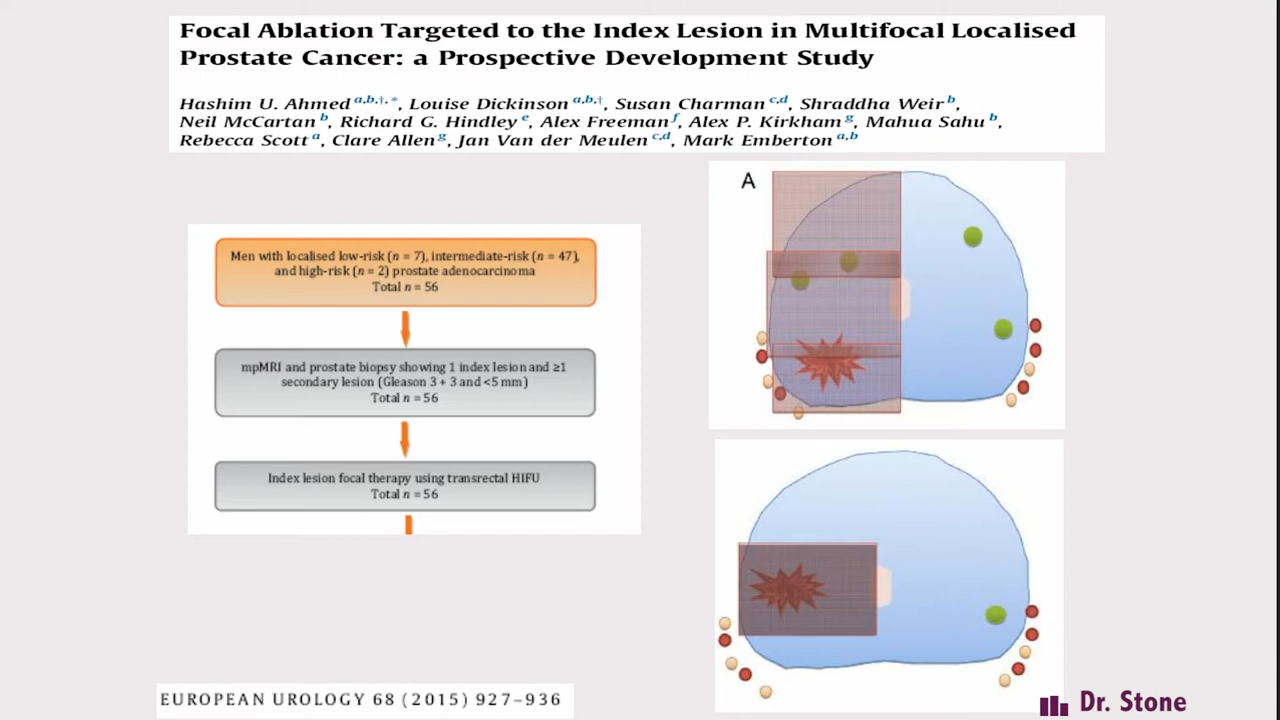 Focal Ablation Targeted to the Index Lesion in Multifocal Localised
Prostate Cancer: a Prospective Development Study
Hashim U. Ahmed a,b,†,*, Louise Dickinson a,b,†, Susan Charman c,d, Shraddha Weir b,
Neil McCartan b, Richard G. Hindley e, Alex Freeman f, Alex P. Kirkham g, Mahua Sahu b,
Rebecca Scott a, Clare Allen g, Jan Van der Meulen c,d, Mark Emberton a,b
Men with localised low-risk (n = 7), intermediate-risk (n = 47),
and high-risk (n = 2) prostate adenocarcinoma
Total n = 56
mpMRI and prostate biopsy showing 1 index lesion and ≥1
secondary lesion (Gleason 3 + 3 and <5 mm)
Total n = 56
Index lesion focal therapy using transrectal HIFU
Total n = 56
A
EUROPEAN UROLOGY 68 (2015) 927–936
Dr. Stone